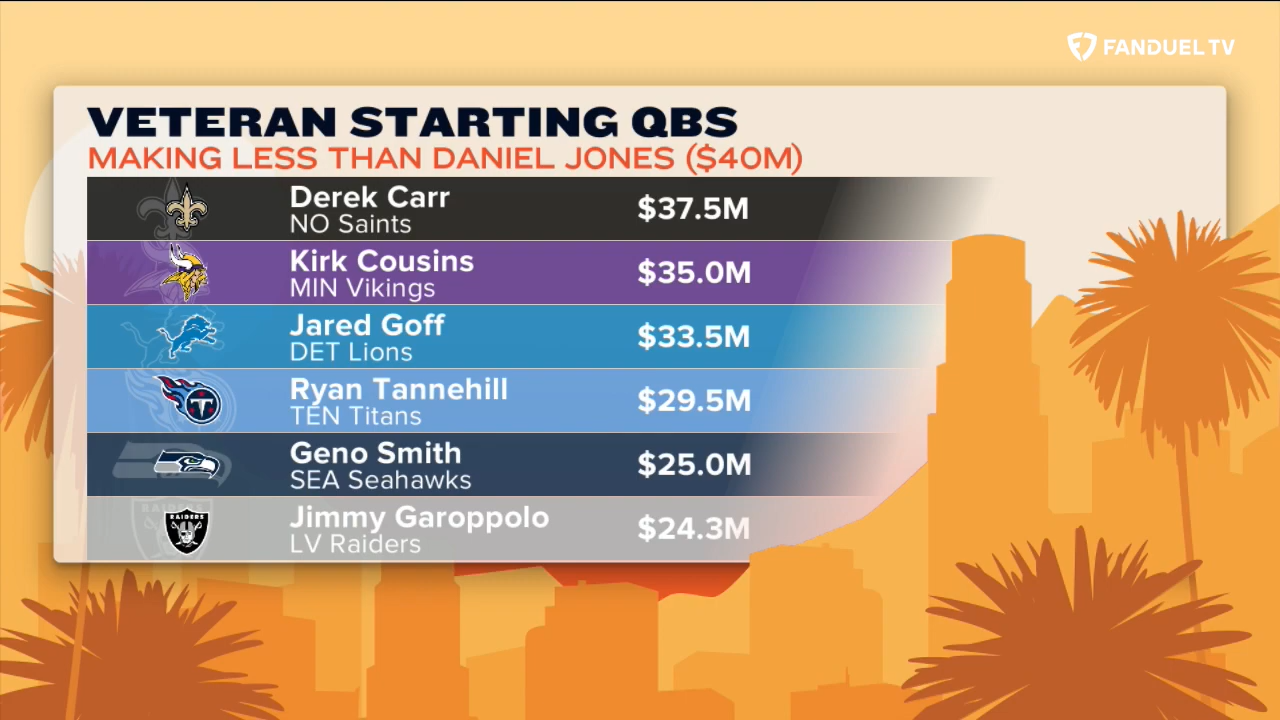 FANDUEL TV
VETERAN STARTING QBS
MAKING LESS THAN DANIEL JONES ($40M)
Derek Carr
NO Saints
$37.5M
Kirk Cousins
MIN Vikings
$35.0M
Jared Goff
DET Lions
$33.5M
Ryan Tannehill
TEN Titans
$29.5M
Geno Smith
SEA Seahawks
$25.0M
RAIDERS
Jimmy Garoppolo
LV Raiders
$24.3M